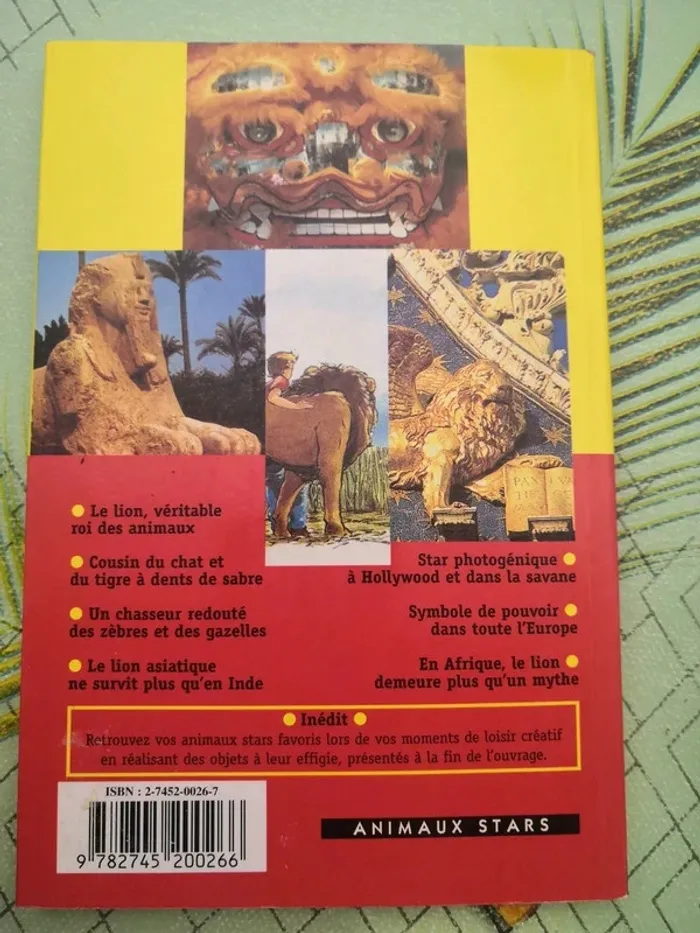 ● Le lion, véritable
roi des animaux
● Cousin du chat et
du tigre à dents de sabre
● Un chasseur redouté
des zèbres et des gazelles
● Le lion asiatique
ne survit plus qu'en Inde
Star photogénique ●
à Hollywood et dans la savane
Symbole de pouvoir ●
dans toute l'Europe
En Afrique, le lion ●
demeure plus qu'un mythe
● Inédit ●
Retrouvez vos animaux stars favoris lors de vos moments de loisir créatif
en réalisant des objets à leur effigie, présentés à la fin de l'ouvrage.
ISBN : 2-7452-0026-7
9 782745 200266
ANIMAUX STARS